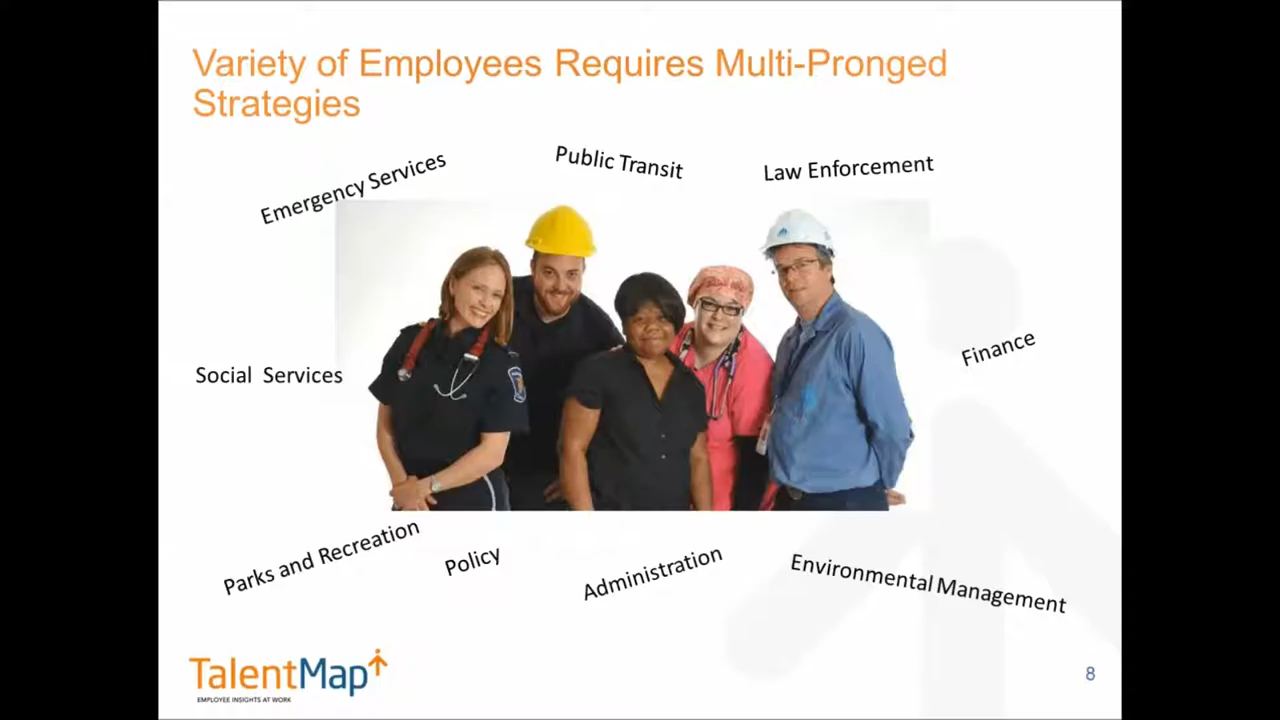 Variety of Employees Requires Multi-Pronged
Strategies
Emergency Services
Public Transit
Law Enforcement
Social Services
Finance
Parks and Recreation
Policy
Administration
Environmental Management
TalentMap
EMPLOYEE INSIGHTS AT WORK
8